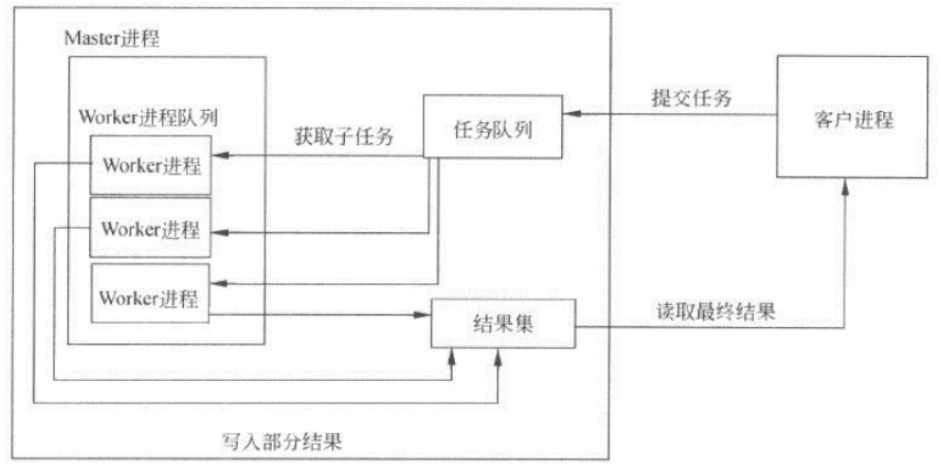 Master进程
Worker进程队列
Worker进程
Worker进程
Worker进程
获取子任务
任务队列
提交任务
客户进程
结果集
读取最终结果
写入部分结果